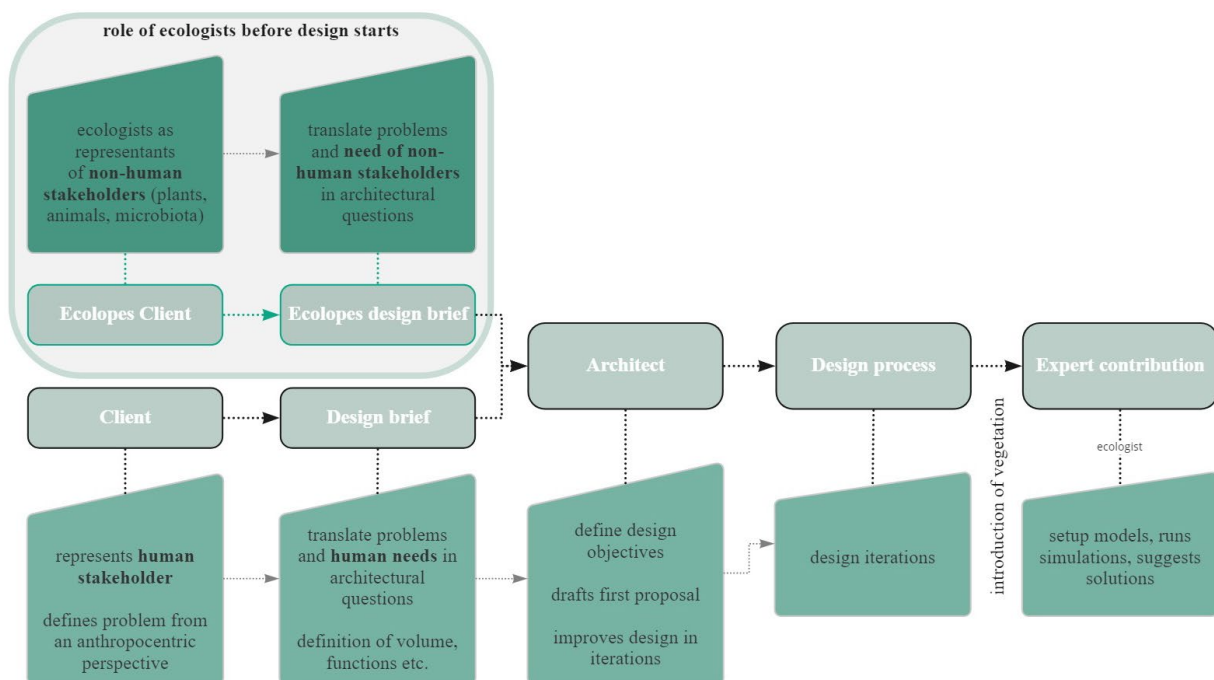 role of ecologists before design starts
ecologists as
representants
of non-human
stakeholders (plants,
animals, microbiota)
translate problems
and need of non-
human stakeholders
in architectural
questions
Ecolopes Client
Ecolopes design brief
Architect
Design process
Expert contribution
Client
Design brief
introduction of vegetation
ecologist
represents human
stakeholder
defines problem from
an anthropocentric
perspective
translate problems
and human needs in
architectural
questions
definition of volume,
functions etc.
define design
objectives
drafts first proposal
improves design in
iterations
design iterations
setup models, runs
simulations, suggests
solutions